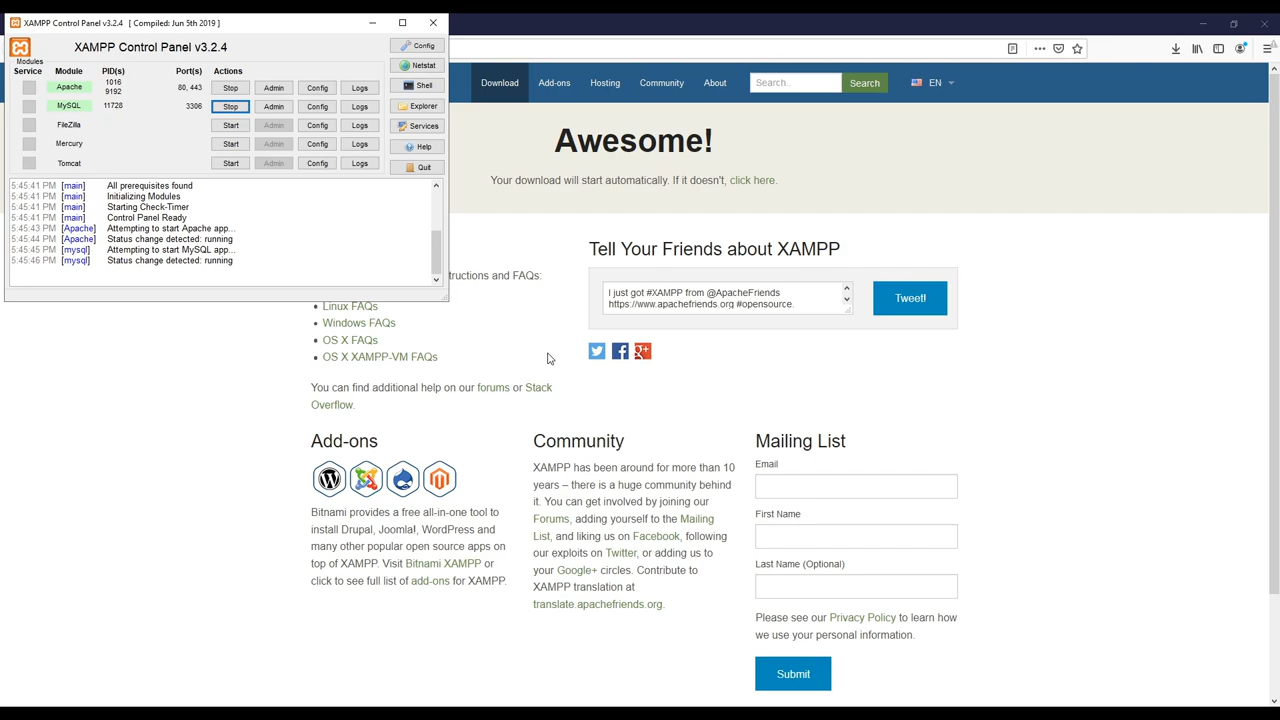 XAMPP Control Panel v3.2.4 [ Compiled: Jun 5th 2019 ]
XAMPP Control Panel v3.2.4
Config
Modules
Service Module PID(s) Port(s) Actions
Netstat
Apache 1016 9192 80, 443 Stop Admin Config Logs
Shell
MySQL 11728 3306 Stop Admin Config Logs
Explorer
FileZilla Start Admin Config Logs
Services
Mercury Start Admin Config Logs
Help
Tomcat Start Admin Config Logs
Quit
5:45:41 PM [main] All prerequisites found
5:45:41 PM [main] Initializing Modules
5:45:41 PM [main] Starting Check-Timer
5:45:41 PM [main] Control Panel Ready
5:45:43 PM [Apache] Attempting to start Apache app...
5:45:44 PM [Apache] Status change detected: running
5:45:45 PM [mysql] Attempting to start MySQL app...
5:45:46 PM [mysql] Status change detected: running
Download Add-ons Hosting Community About Search... Search EN
Awesome!
Your download will start automatically. If it doesn't, click here.
tructions and FAQs:
Linux FAQs
Windows FAQs
OS X FAQs
OS X XAMPP-VM FAQs
You can find additional help on our forums or Stack
Overflow.
Tell Your Friends about XAMPP
I just got #XAMPP from @ApacheFriends
https://www.apachefriends.org #opensource.
Tweet!
Add-ons
Bitnami provides a free all-in-one tool to
install Drupal, Joomla!, WordPress and
many other popular open source apps on
top of XAMPP. Visit Bitnami XAMPP or
click to see full list of add-ons for XAMPP.
Community
XAMPP has been around for more than 10
years – there is a huge community behind
it. You can get involved by joining our
Forums, adding yourself to the Mailing
List, and liking us on Facebook, following
our exploits on Twitter, or adding us to
your Google+ circles. Contribute to
XAMPP translation at
translate.apachefriends.org.
Mailing List
Email
First Name
Last Name (Optional)
Please see our Privacy Policy to learn how
we use your personal information.
Submit